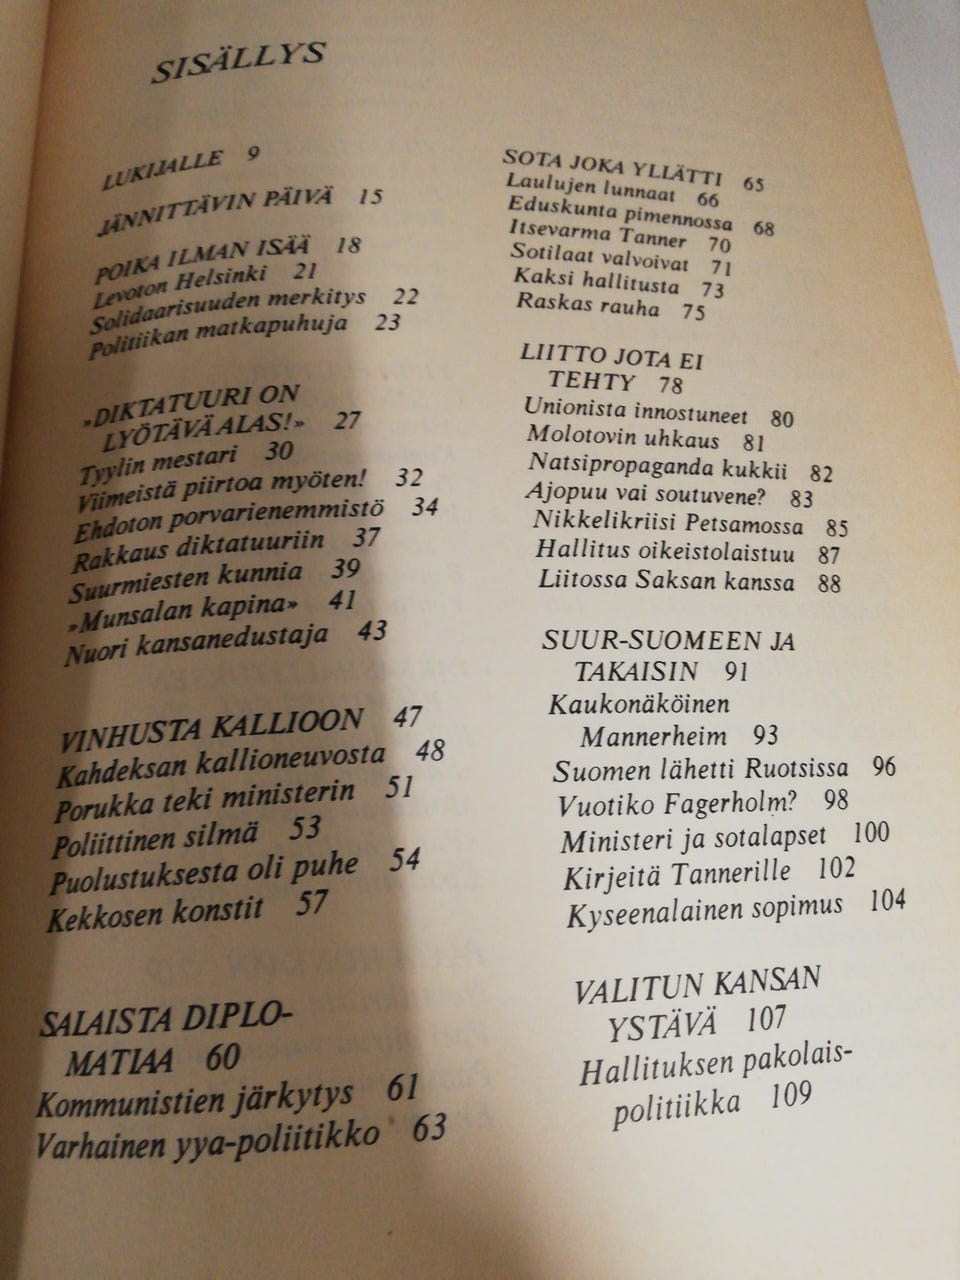 SISÄLLYS
LUKIJALLE 9
JÄNNITTÄVIN PÄIVÄ 15
POIKA ILMAN ISÄÄ 18
Levoton Helsinki 21
Solidaarisuuden merkitys 22
Politiikan matkapuhuja 23
»DIKTATUURI ON
LYÖTÄVÄ ALAS!» 27
Tyylin mestari 30
Viimeistä piirtoa myöten! 32
Ehdoton porvarienemmistö 34
Rakkaus diktatuuriin 37
Suurmiesten kunnia 39
»Munsalan kapina» 41
Nuori kansanedustaja 43
VINHUSTA KALLIOON 47
Kahdeksan kallioneuvosta 48
Porukka teki ministerin 51
Poliittinen silmä 53
Puolustuksesta oli puhe 54
Kekkosen konstit 57
SALAISTA DIPLO-
MATIAA 60
Kommunistien järkytys 61
Varhainen yya-poliitikko 63
SOTA JOKA YLLÄTTI 65
Laulujen lunnaat 66
Eduskunta pimennossa 68
Itsevarma Tanner 70
Sotilaat valvoivat 71
Kaksi hallitusta 73
Raskas rauha 75
LIITTO JOTA EI
TEHTY 78
Unionista innostuneet 80
Molotovin uhkaus 81
Natsipropaganda kukkii 82
Ajopuu vai soutuvene? 83
Nikkelikriisi Petsamossa 85
Hallitus oikeistolaistuu 87
Liitossa Saksan kanssa 88
SUUR-SUOMEEN JA
TAKAISIN 91
Kaukonäköinen
Mannerheim 93
Suomen lähetti Ruotsissa 96
Vuotiko Fagerholm? 98
Ministeri ja sotalapset 100
Kirjeitä Tannerille 102
Kyseenalainen sopimus 104
VALITUN KANSAN
YSTÄVÄ 107
Hallituksen pakolais-
politiikka 109